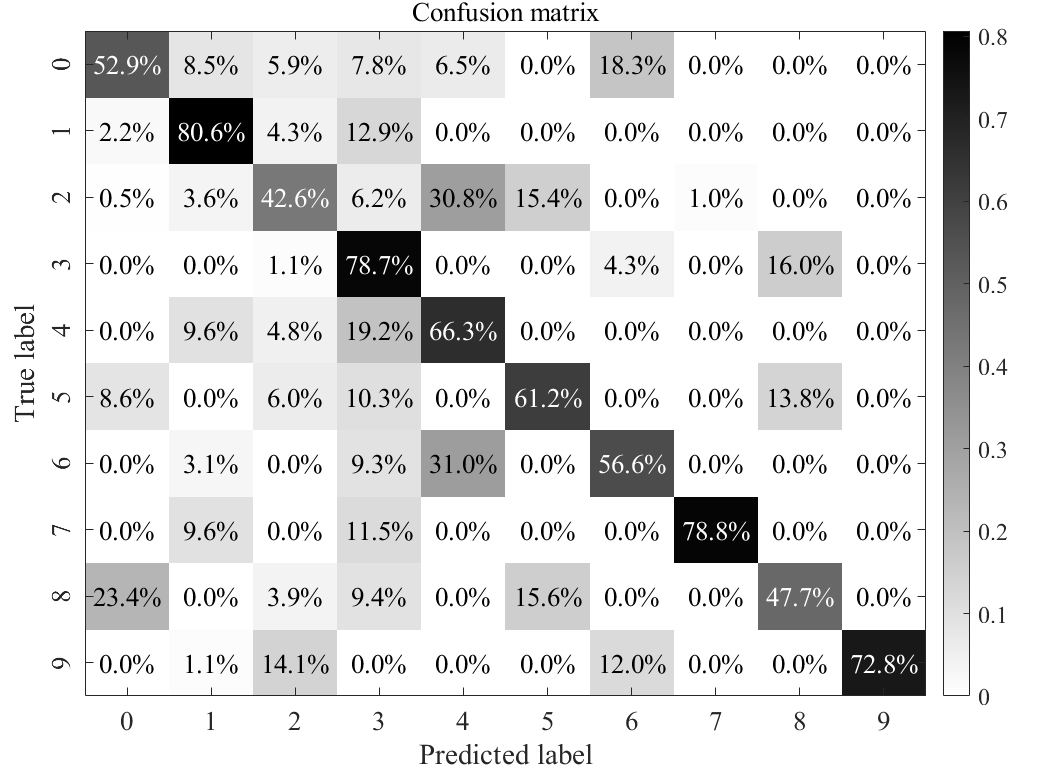 Confusion matrix
0 52.9% 8.5% 5.9% 7.8% 6.5% 0.0% 18.3% 0.0% 0.0% 0.0%
1 2.2% 80.6% 4.3% 12.9% 0.0% 0.0% 0.0% 0.0% 0.0% 0.0%
2 0.5% 3.6% 42.6% 6.2% 30.8% 15.4% 0.0% 1.0% 0.0% 0.0%
3 0.0% 0.0% 1.1% 78.7% 0.0% 0.0% 4.3% 0.0% 16.0% 0.0%
4 0.0% 9.6% 4.8% 19.2% 66.3% 0.0% 0.0% 0.0% 0.0% 0.0%
5 8.6% 0.0% 6.0% 10.3% 0.0% 61.2% 0.0% 0.0% 13.8% 0.0%
6 0.0% 3.1% 0.0% 9.3% 31.0% 0.0% 56.6% 0.0% 0.0% 0.0%
7 0.0% 9.6% 0.0% 11.5% 0.0% 0.0% 0.0% 78.8% 0.0% 0.0%
8 23.4% 0.0% 3.9% 9.4% 0.0% 15.6% 0.0% 0.0% 47.7% 0.0%
9 0.0% 1.1% 14.1% 0.0% 0.0% 0.0% 12.0% 0.0% 0.0% 72.8%
0 1 2 3 4 5 6 7 8 9
Predicted label
True label
0.8
0.7
0.6
0.5
0.4
0.3
0.2
0.1
0